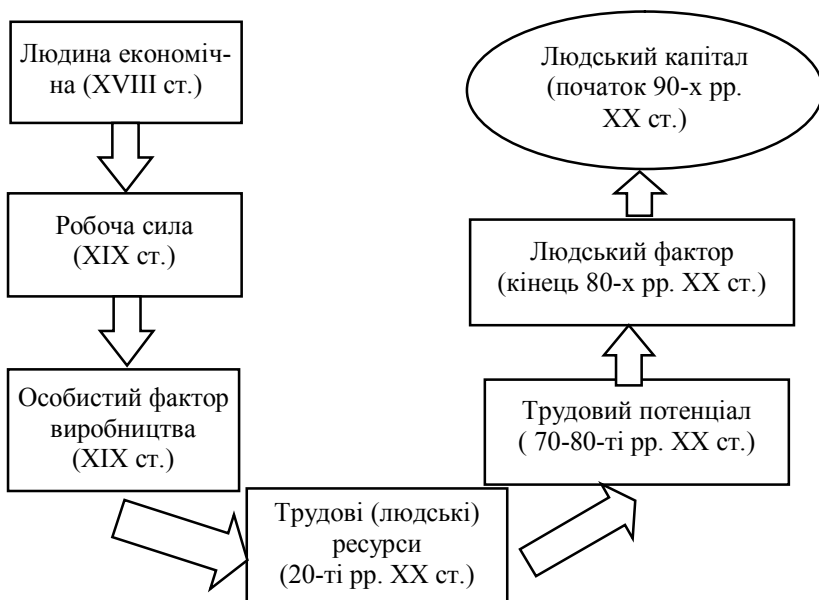 Людина економіч-
на (XVIII ст.)
Робоча сила
(XIX ст.)
Особистий фактор
виробництва
(XIX ст.)
Трудові (людські)
ресурси
(20-ті рр. XX ст.)
Трудовий потенціал
( 70-80-ті рр. XX ст.)
Людський фактор
(кінець 80-х рр. XX ст.)
Людський капітал
(початок 90-х рр.
XX ст.)